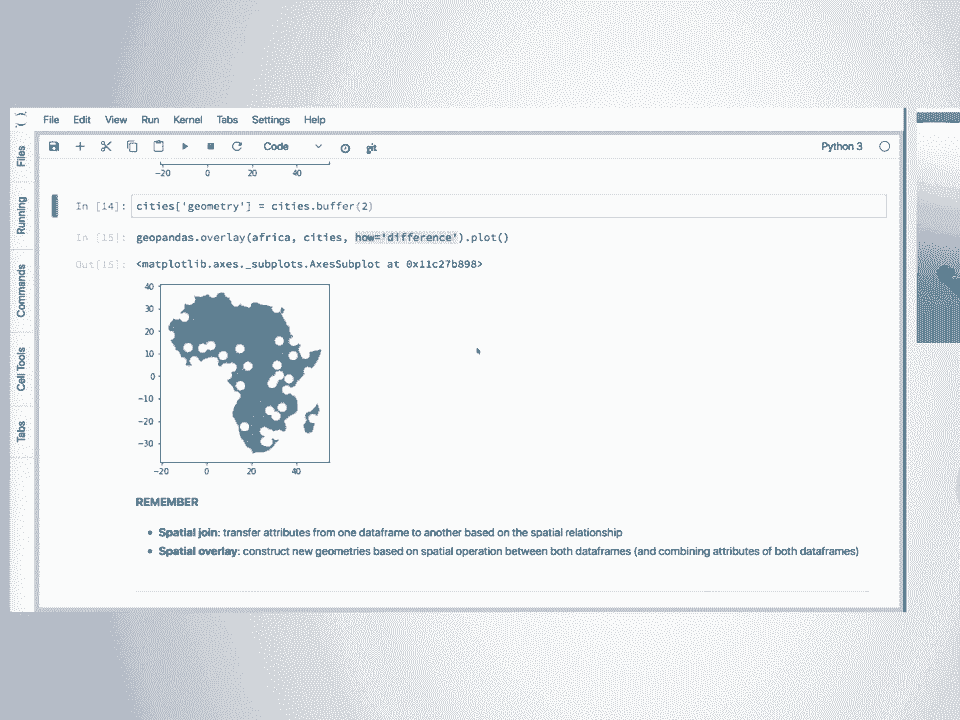 File Edit View Run Kernel Tabs Settings Help
Files
Running
Commands
Cell Tools
Tabs
Code git Python 3
−20 0 20 40
In [14]: cities['geometry'] = cities.buffer(2)
In [15]: geopandas.overlay(africa, cities, how='difference').plot()
Out[15]: <matplotlib.axes._subplots.AxesSubplot at 0x11c27b898>
40
30
20
10
0
−10
−20
−30
−20 0 20 40
REMEMBER
• Spatial join: transfer attributes from one dataframe to another based on the spatial relationship
• Spatial overlay: construct new geometries based on spatial operation between both dataframes (and combining attributes of both dataframes)